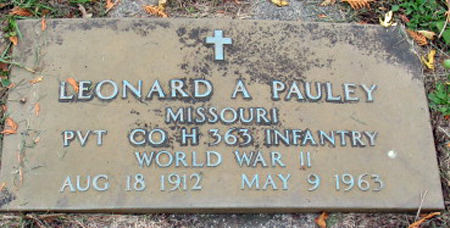 LEONARD A PAULEY
MISSOURI
PVT CO H 363 INFANTRY
WORLD WAR II
AUG 18 1912 MAY 9 1963